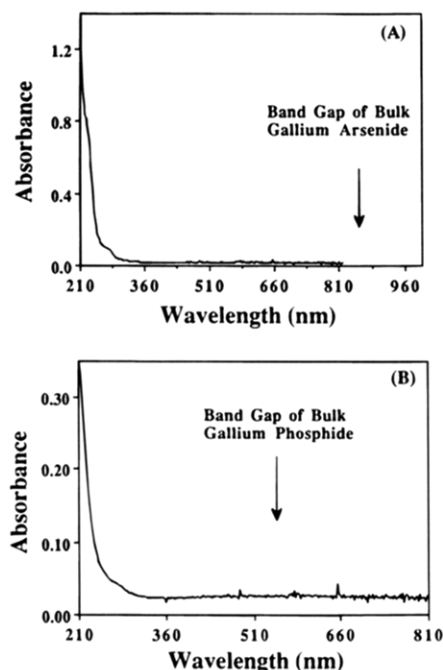 (A)
1.2
0.8
0.4
0.0
Absorbance
Band Gap of Bulk
Gallium Arsenide
210 360 510 660 810 960
Wavelength (nm)
(B)
0.30
0.20
0.10
0.00
Absorbance
Band Gap of Bulk
Gallium Phosphide
210 360 510 660 810
Wavelength (nm)